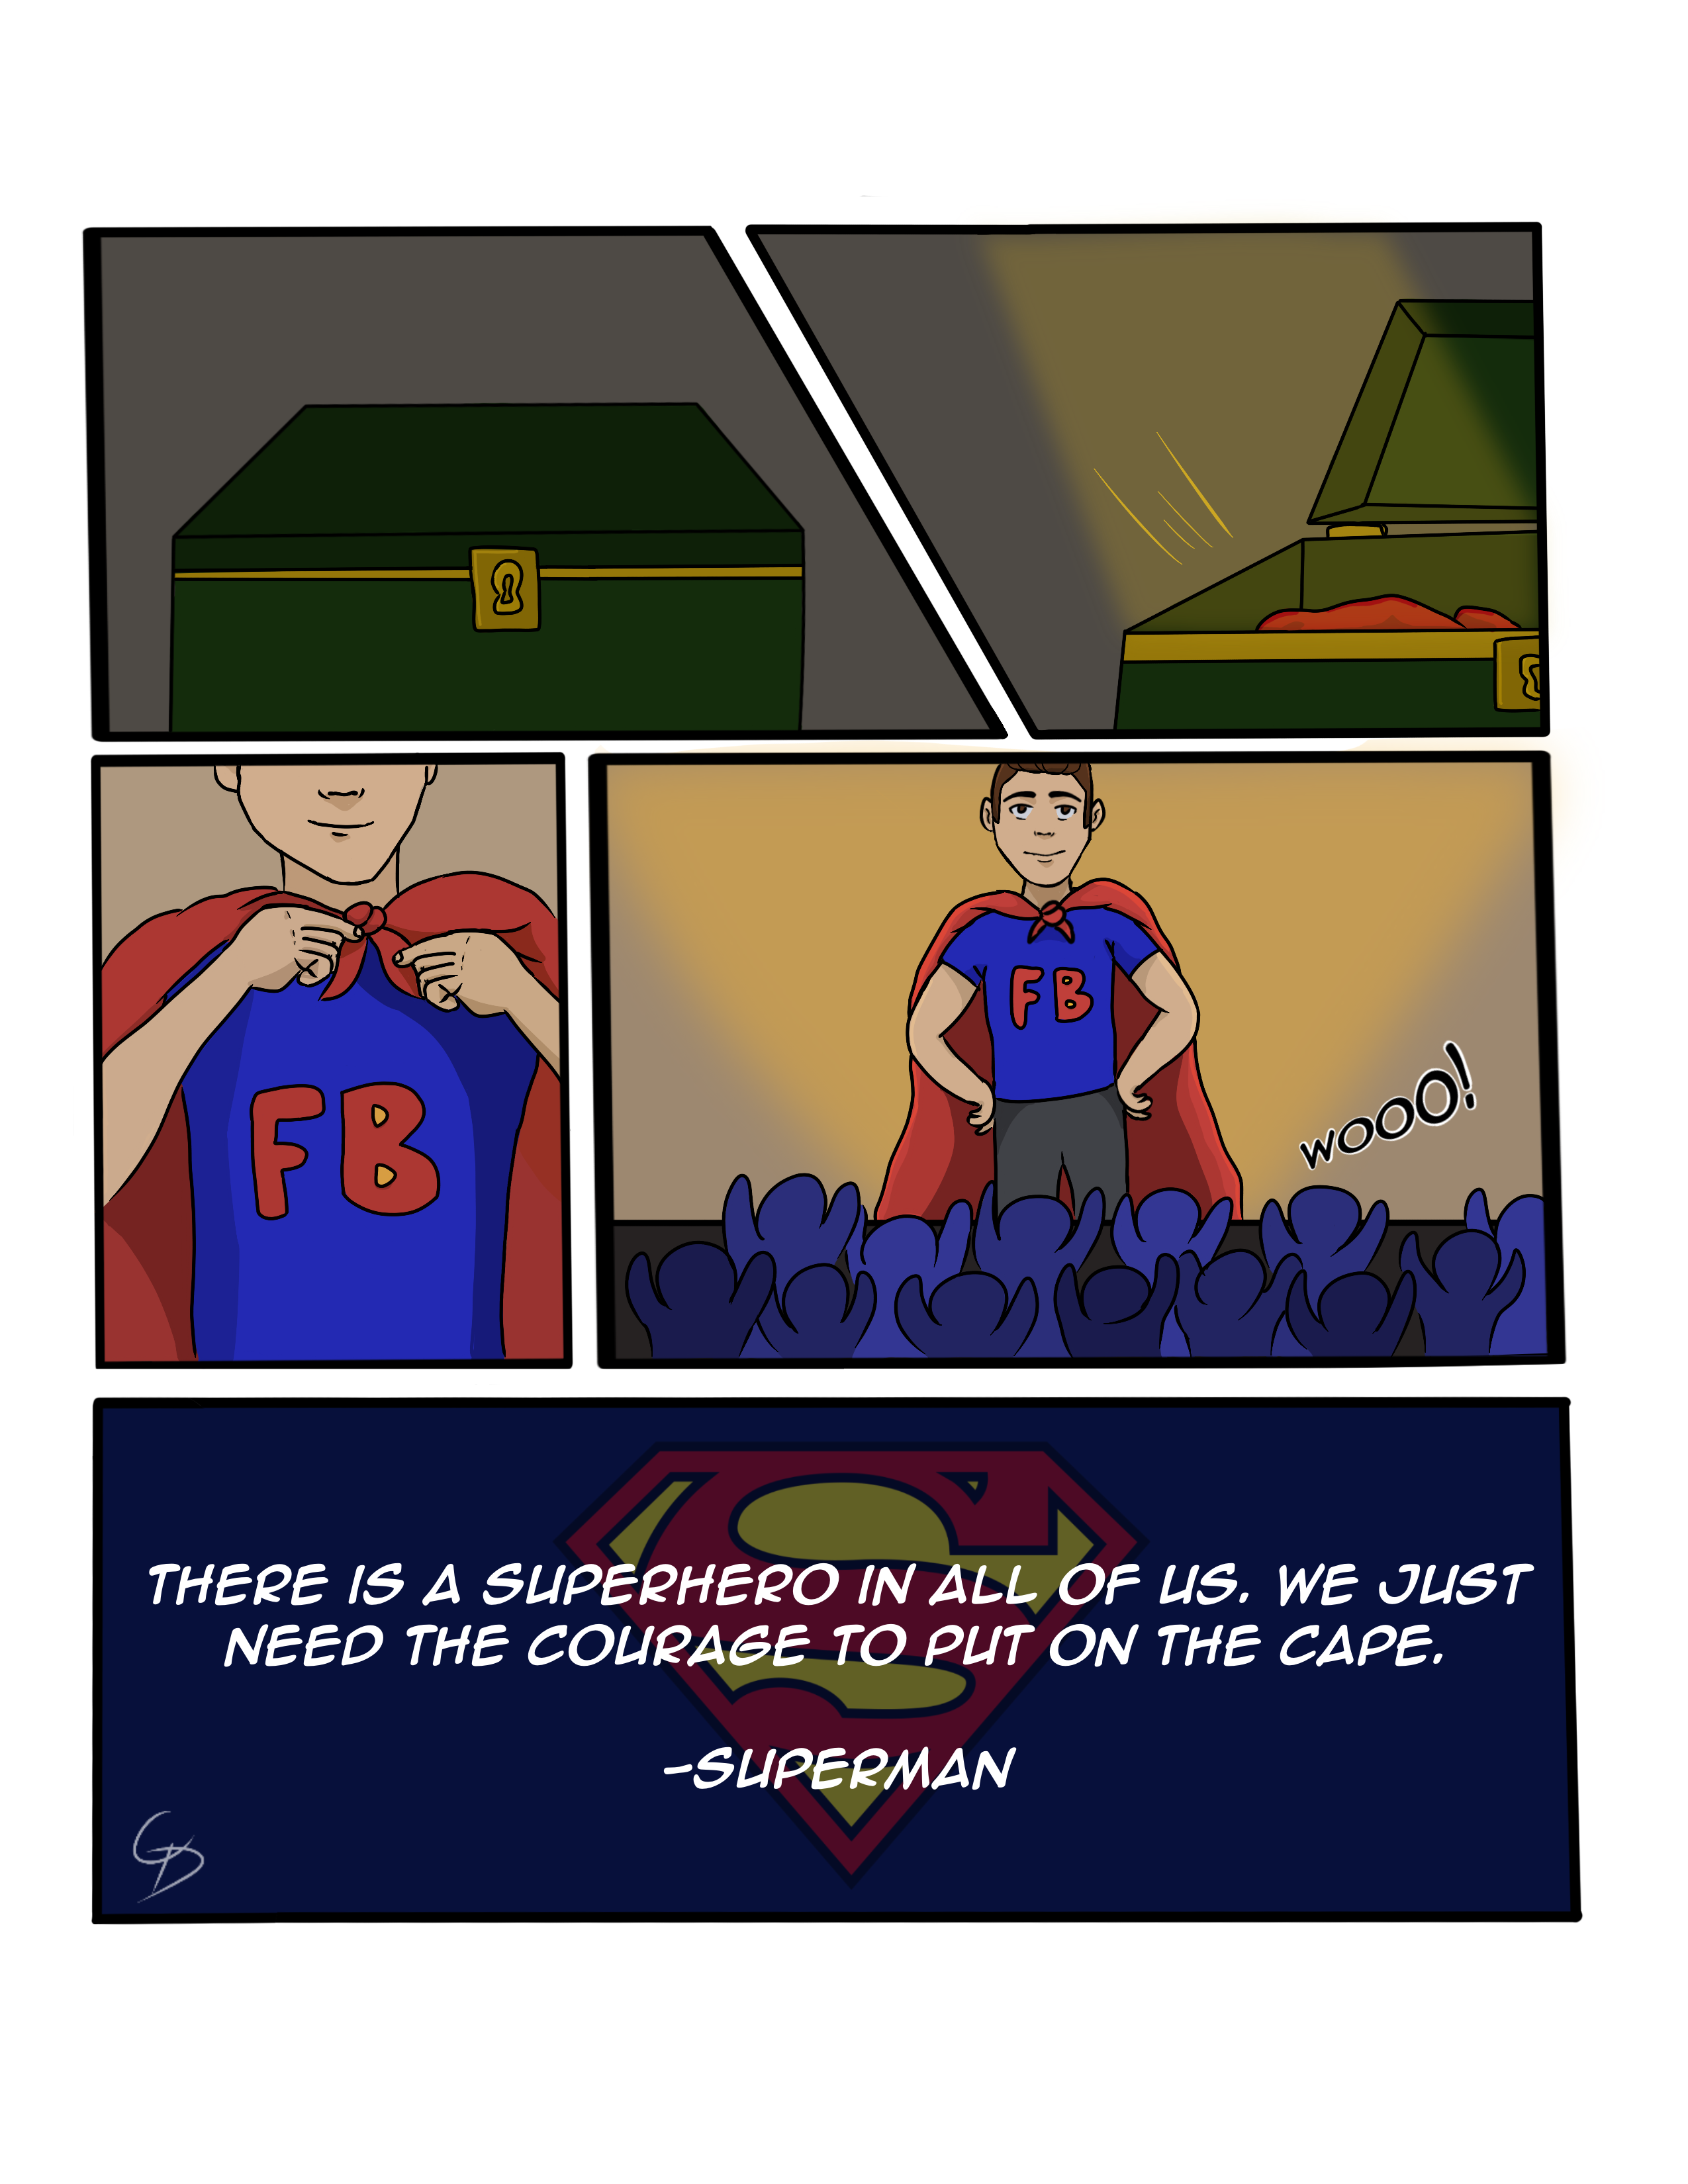 FB
FB
WOOO!
S
THERE IS A SUPERHERO IN ALL OF US. WE JUST
NEED THE COURAGE TO PUT ON THE CAPE.
-SUPERMAN